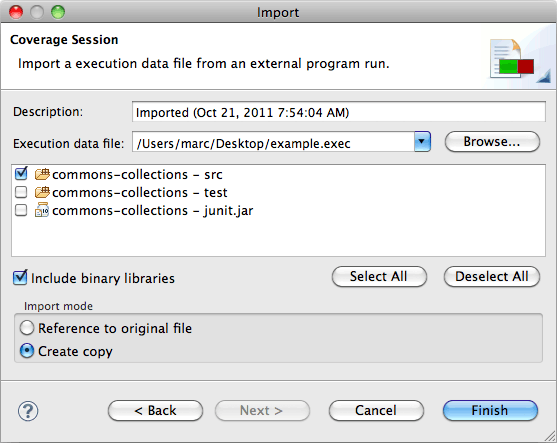 Import
Coverage Session
Import a execution data file from an external program run.
Description: Imported (Oct 21, 2011 7:54:04 AM)
Execution data file: /Users/marc/Desktop/example.exec Browse...
commons-collections – src
commons-collections – test
commons-collections – junit.jar
Include binary libraries Select All Deselect All
Import mode
Reference to original file
Create copy
? < Back Next > Cancel Finish